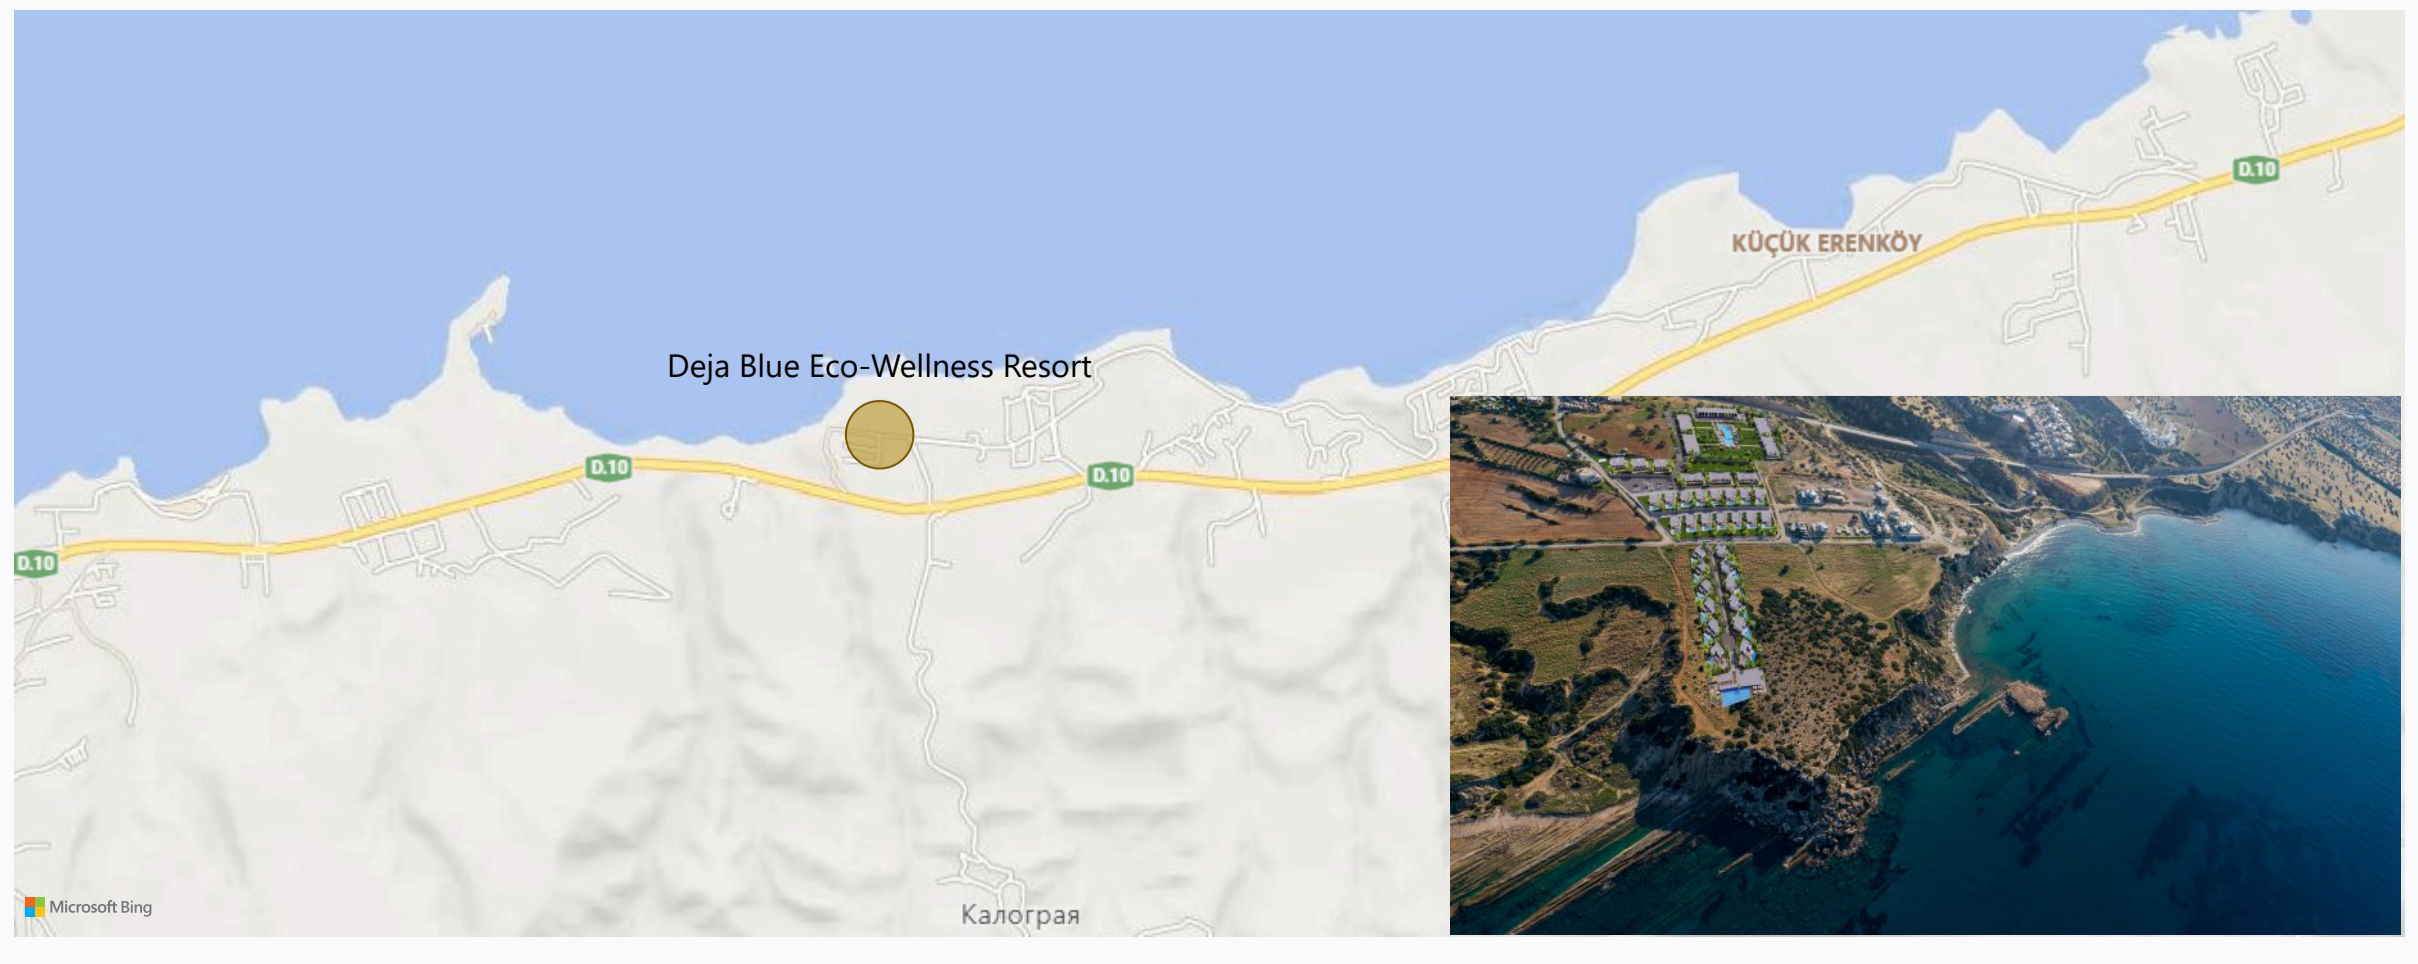 D.10
KÜÇÜK ERENKÖY
Deja Blue Eco-Wellness Resort
D.10
D.10
D.10
Microsoft Bing
Калограя